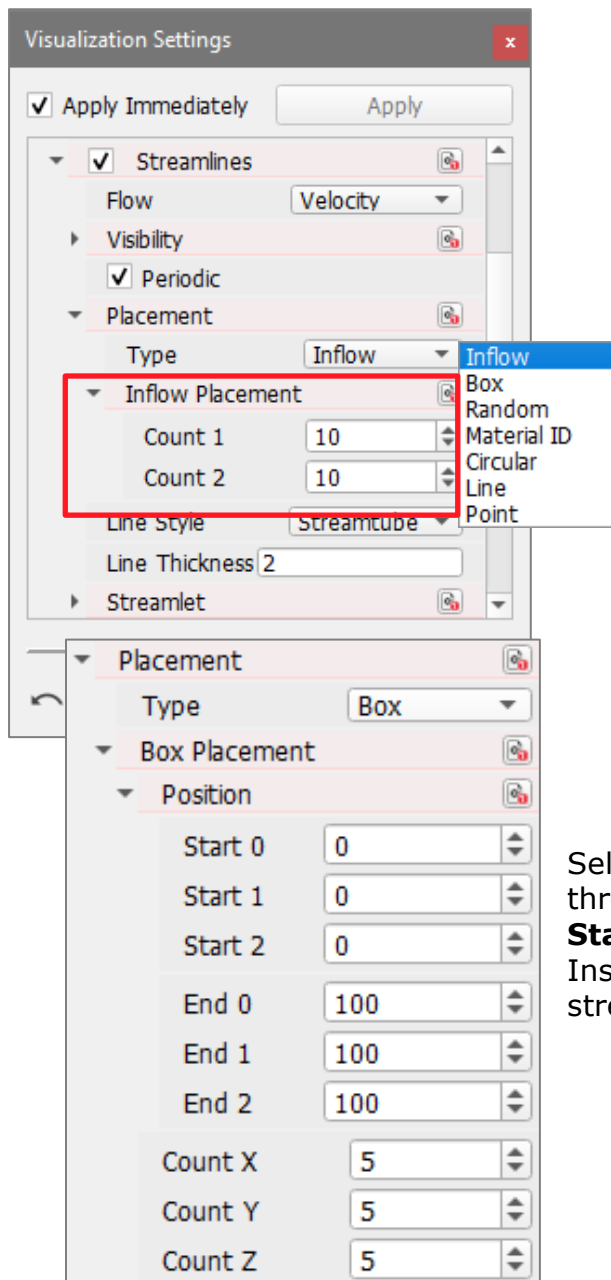 Visualization Settings x
Apply Immediately Apply
Streamlines
Flow Velocity
Visibility
Periodic
Placement
Type Inflow
Inflow
Box
Random
Material ID
Circular
Line
Point
Inflow Placement
Count 1 10
Count 2 10
Line Style Streamtube
Line Thickness 2
Streamlet
Placement
Type Box
Box Placement
Position
Start 0 0
Start 1 0
Start 2 0
End 0 100
End 1 100
End 2 100
Count X 5
Count Y 5
Count Z 5